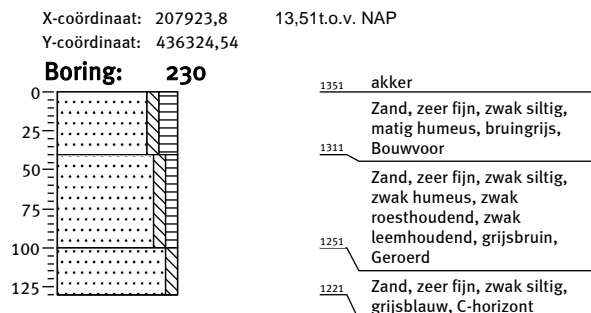 X-coördinaat: 207923,8 13,51t.o.v. NAP
Y-coördinaat: 436324,54
Boring: 230
0
25
50
75
100
125
1351 akker
Zand, zeer fijn, zwak siltig,
matig humeus, bruingrijs,
1311 Bouwvoor
Zand, zeer fijn, zwak siltig,
zwak humeus, zwak
roesthoudend, zwak
leemhoudend, grijsbruin,
1251 Geroerd
1221 Zand, zeer fijn, zwak siltig,
grijsblauw, C-horizont